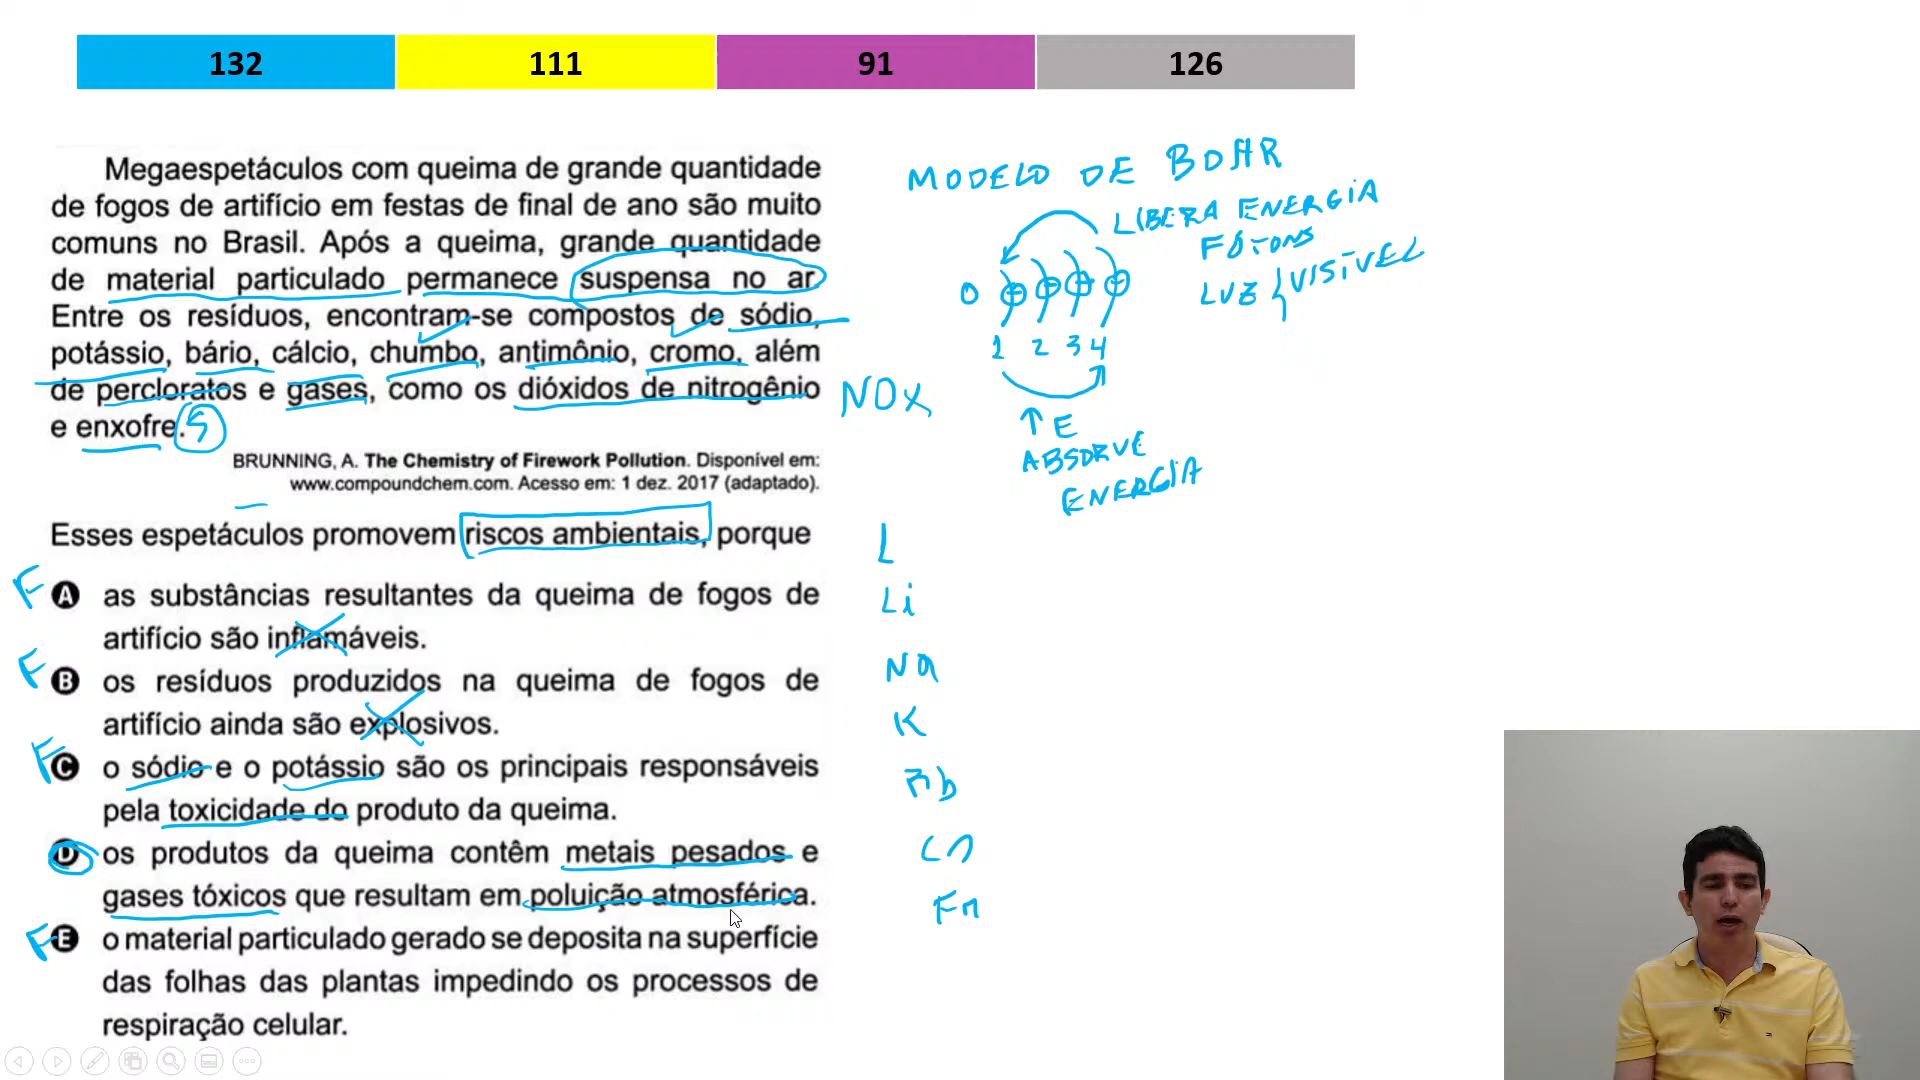 132 111 91 126
Megaespetáculos com queima de grande quantidade
de fogos de artifício em festas de final de ano são muito
comuns no Brasil. Após a queima, grande quantidade
de material particulado permanece suspensa no ar.
Entre os resíduos, encontram-se compostos de sódio,
potássio, bário, cálcio, chumbo, antimônio, cromo, além
de percloratos e gases, como os dióxidos de nitrogênio
e enxofre.
BRUNNING, A. The Chemistry of Firework Pollution. Disponível em:
www.compoundchem.com. Acesso em: 1 dez. 2017 (adaptado).
Esses espetáculos promovem riscos ambientais, porque
F A as substâncias resultantes da queima de fogos de
artifício são inflamáveis.
F B os resíduos produzidos na queima de fogos de
artifício ainda são explosivos.
F C o sódio e o potássio são os principais responsáveis
pela toxicidade do produto da queima.
D os produtos da queima contêm metais pesados e
gases tóxicos que resultam em poluição atmosférica.
F E o material particulado gerado se deposita na superfície
das folhas das plantas impedindo os processos de
respiração celular.
NOx
MODELO DE BOHR
LIBERA ENERGIA
FÓTONS
LUZ { VISÍVEL
1 2 3 4
↑ E
ABSORVE
ENERGIA
L
Li
Na
K
Rb
Fr